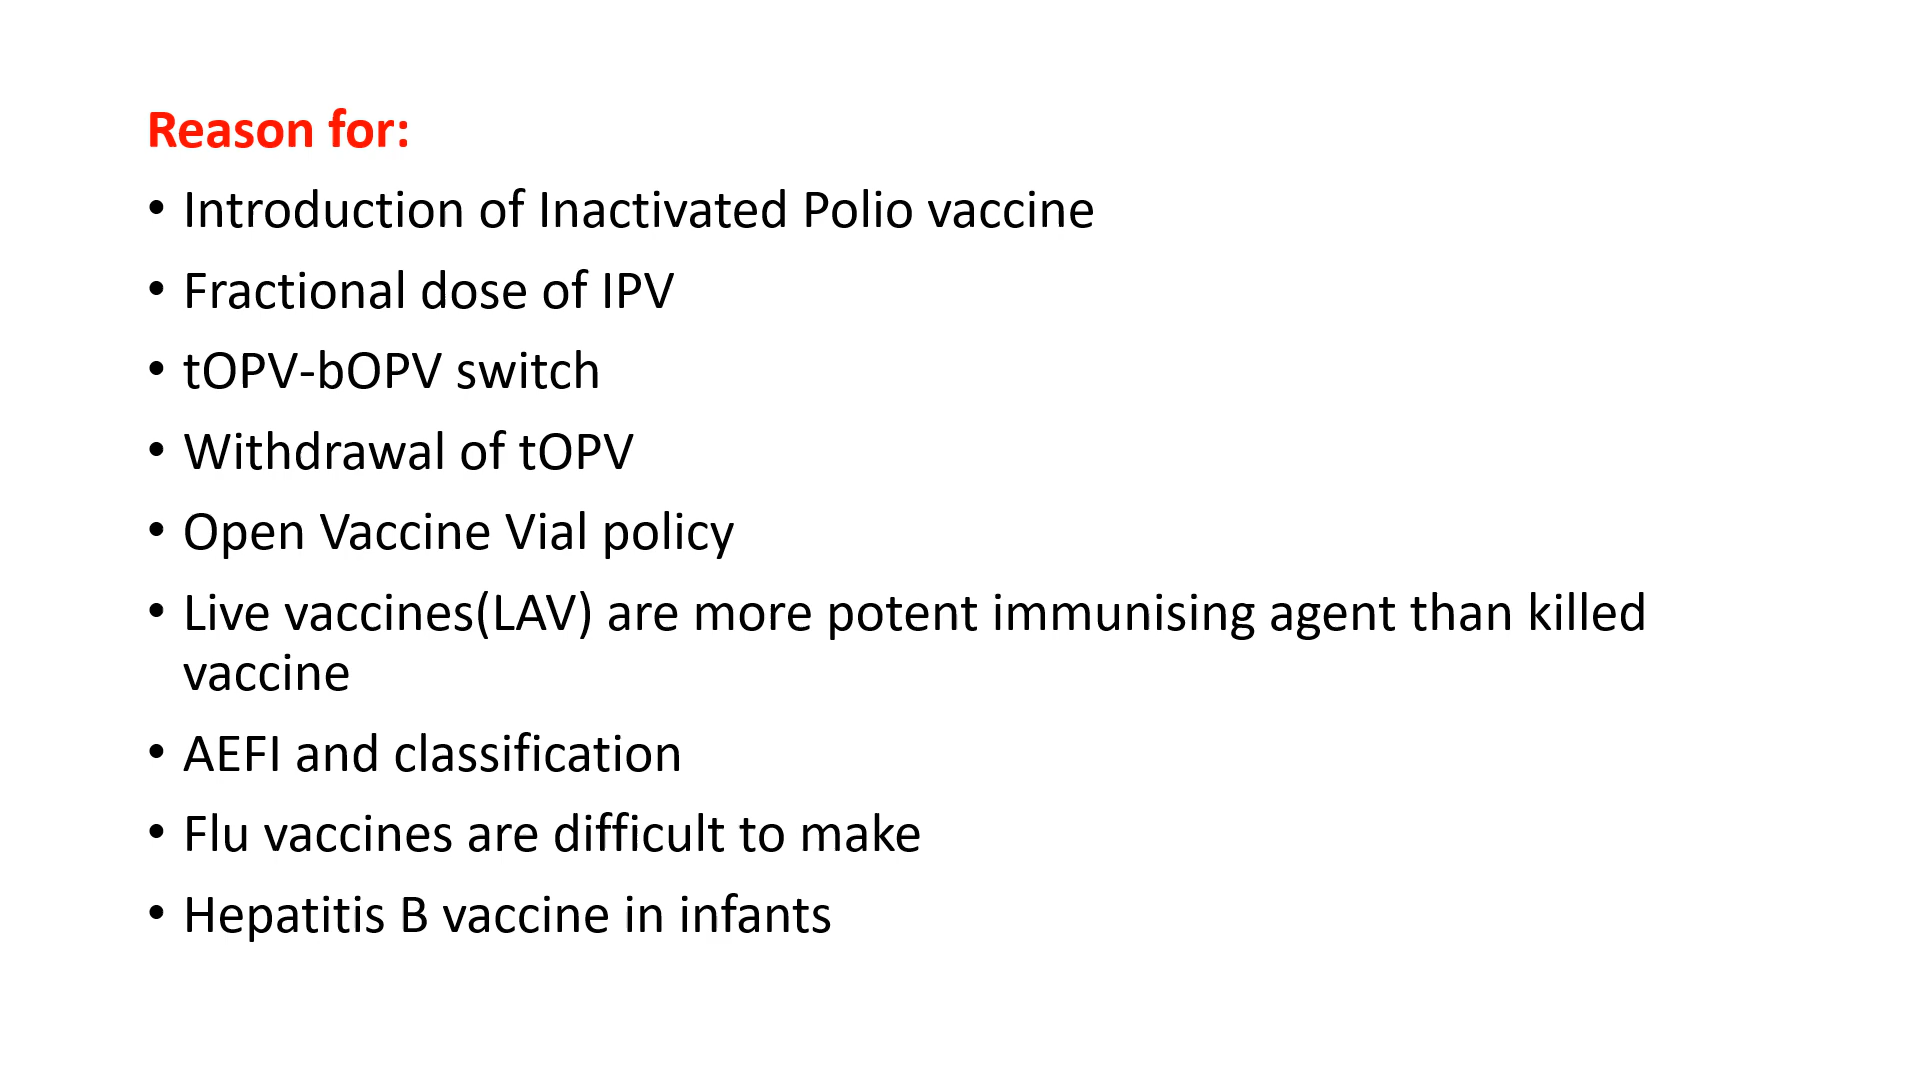 Reason for:
• Introduction of Inactivated Polio vaccine
• Fractional dose of IPV
• tOPV-bOPV switch
• Withdrawal of tOPV
• Open Vaccine Vial policy
• Live vaccines(LAV) are more potent immunising agent than killed
vaccine
• AEFI and classification
• Flu vaccines are difficult to make
• Hepatitis B vaccine in infants